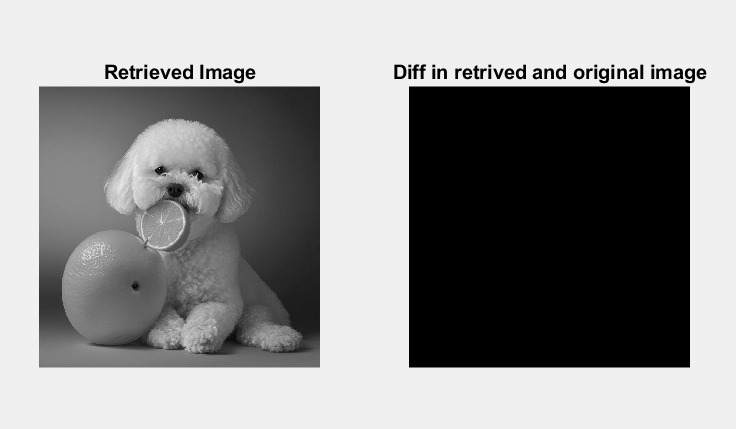 Retrieved Image
Diff in retrived and original image